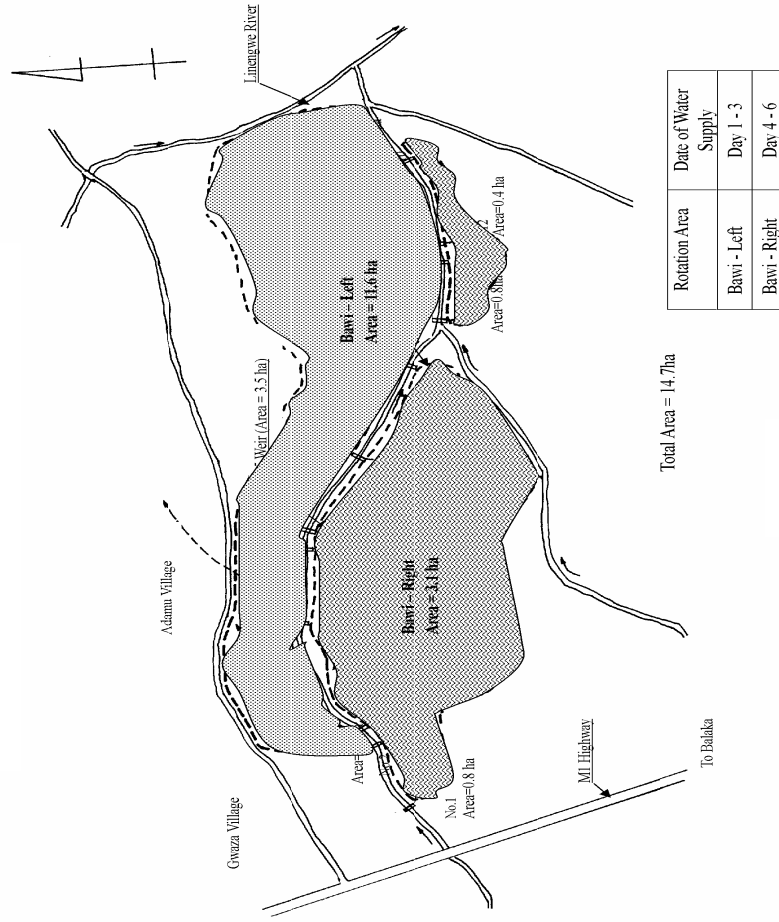 Linengwe River
Adamu Village
Gwaza Village
Weir (Area = 3.5 ha)
Bawi – Left
Area = 11.6 ha
Bawi – Right
Area = 3.1 ha
Area=
No.1
Area=0.8 ha
Area=0.8ha
Area=0.4 ha
M1 Highway
To Balaka
Total Area = 14.7ha
Rotation Area
Date of Water
Supply
Bawi - Left
Day 1 - 3
Bawi - Right
Day 4 - 6